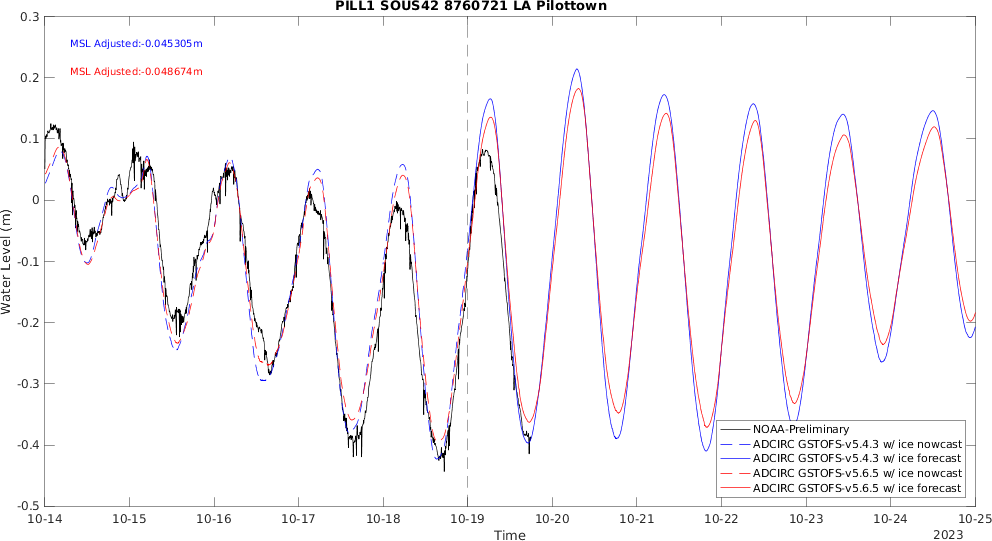 PILL1 SOUS42 8760721 LA Pilottown
MSL Adjusted:-0.045305m
MSL Adjusted:-0.048674m
Water Level (m)
0.3
0.2
0.1
0
-0.1
-0.2
-0.3
-0.4
-0.5
NOAA-Preliminary
ADCIRC GSTOFS-v5.4.3 w/ ice nowcast
ADCIRC GSTOFS-v5.4.3 w/ ice forecast
ADCIRC GSTOFS-v5.6.5 w/ ice nowcast
ADCIRC GSTOFS-v5.6.5 w/ ice forecast
10-14 10-15 10-16 10-17 10-18 10-19 10-20 10-21 10-22 10-23 10-24 10-25
Time
2023